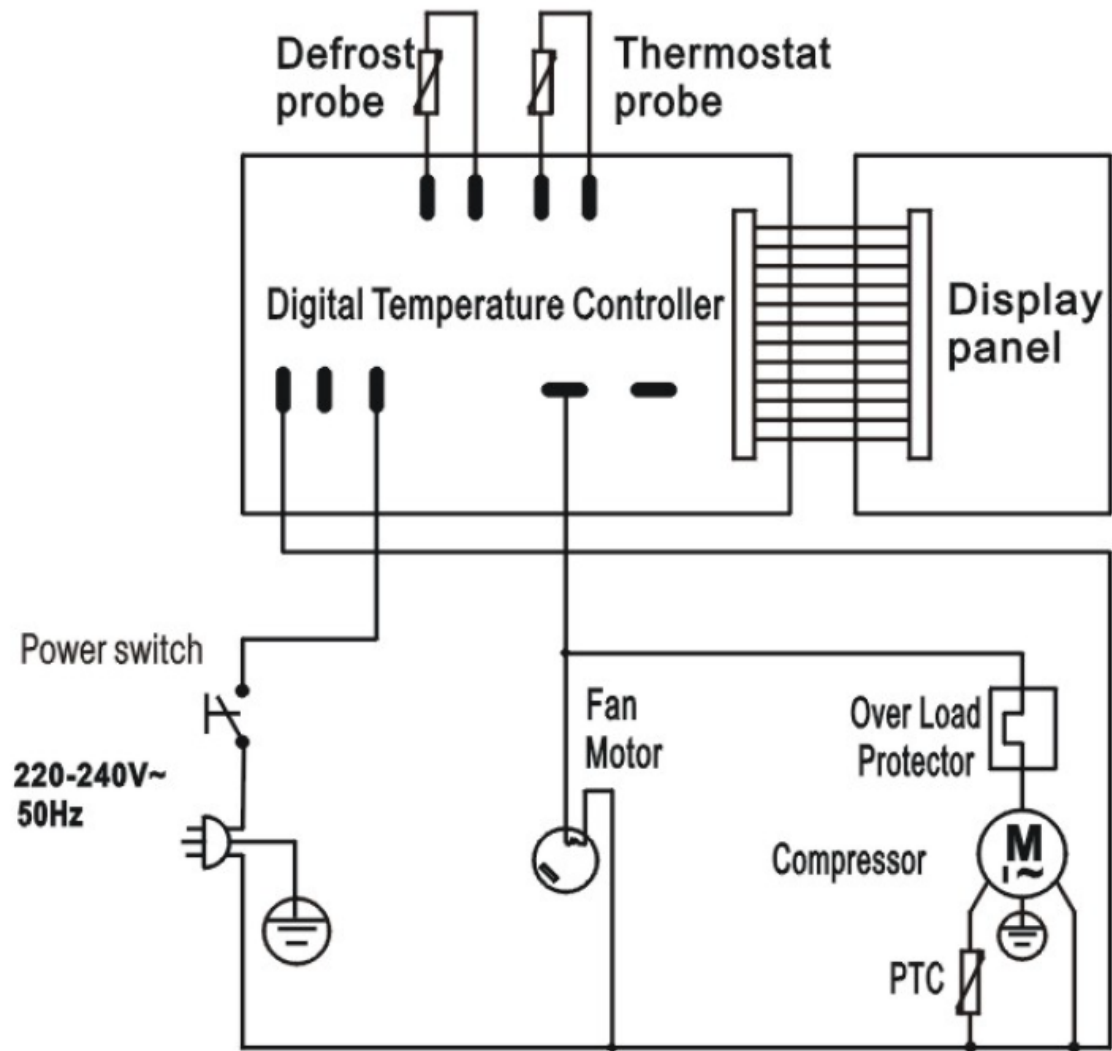 Defrost
probe
Thermostat
probe
Digital Temperature Controller
Display
panel
Power switch
220-240V~
50Hz
Fan
Motor
Over Load
Protector
Compressor
M
1~
PTC